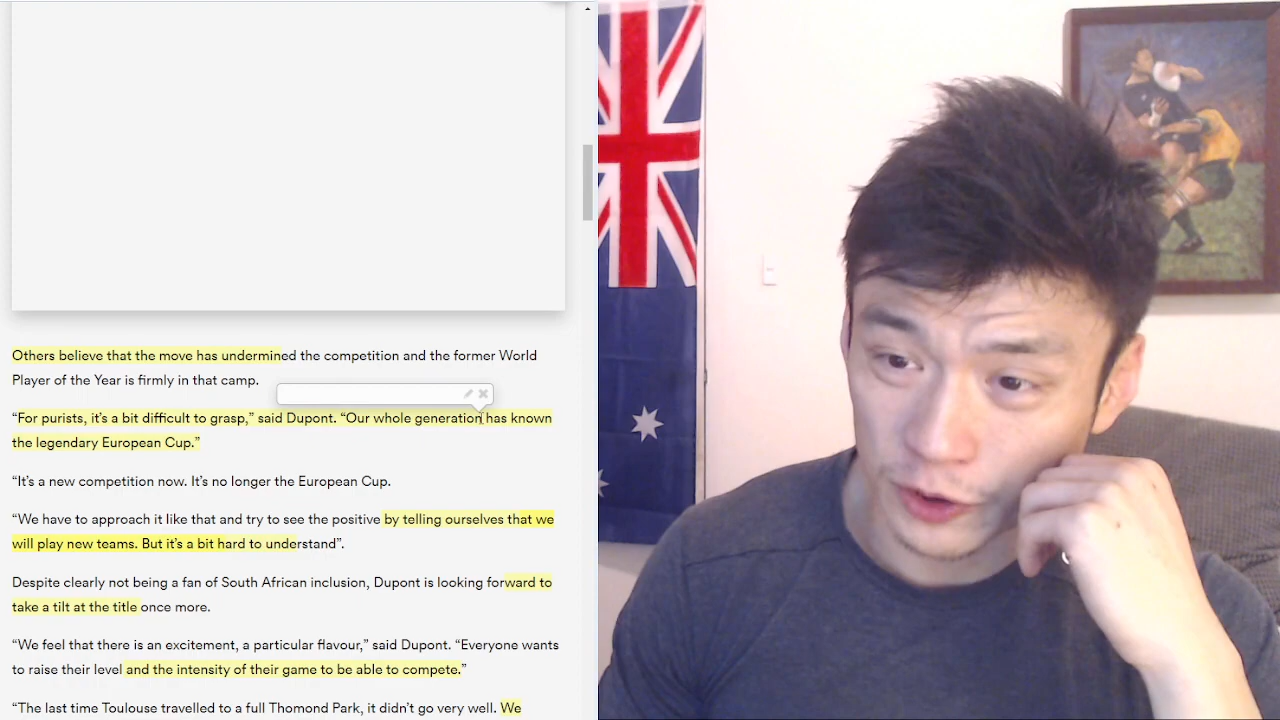 Others believe that the move has undermined the competition and the former World
Player of the Year is firmly in that camp.
“For purists, it’s a bit difficult to grasp,” said Dupont. “Our whole generation has known
the legendary European Cup.”
“It’s a new competition now. It’s no longer the European Cup.
“We have to approach it like that and try to see the positive by telling ourselves that we
will play new teams. But it’s a bit hard to understand”.
Despite clearly not being a fan of South African inclusion, Dupont is looking forward to
take a tilt at the title once more.
“We feel that there is an excitement, a particular flavour,” said Dupont. “Everyone wants
to raise their level and the intensity of their game to be able to compete.”
“The last time Toulouse travelled to a full Thomond Park, it didn’t go very well. We